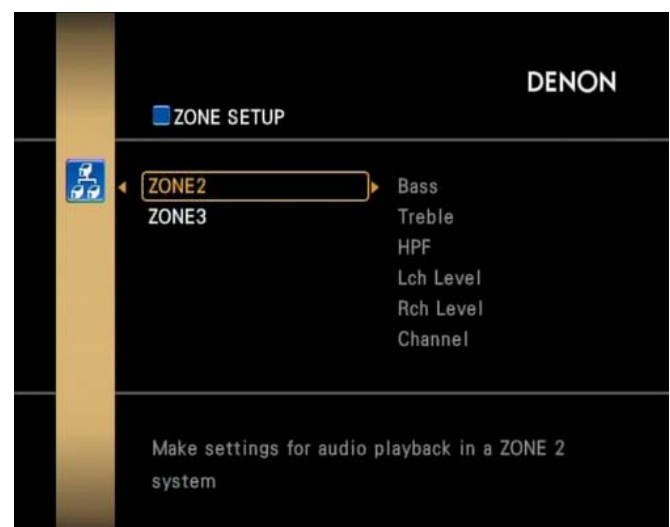 DENON
ZONE SETUP
ZONE2
ZONE3
Bass
Treble
HPF
Lch Level
Rch Level
Channel
Make settings for audio playback in a ZONE 2
system